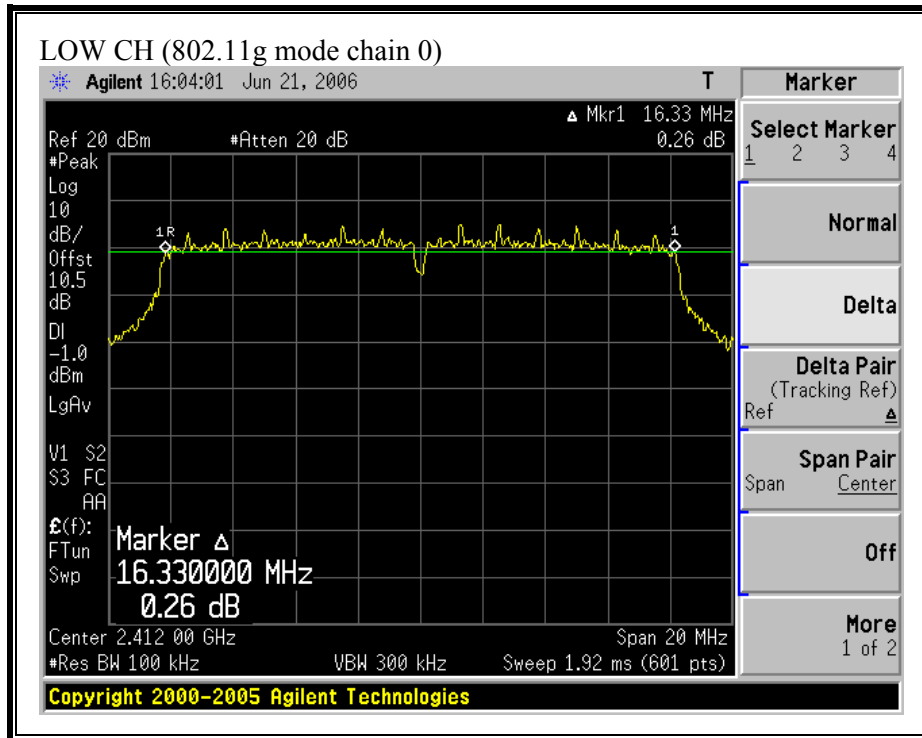 LOW CH (802.11g mode chain 0)
Agilent 16:04:01 Jun 21, 2006 T
Marker
Δ Mkr1 16.33 MHz
Ref 20 dBm #Atten 20 dB 0.26 dB
Select Marker
1 2 3 4
#Peak
Log
10
dB/
Offst
10.5
dB
DI
-1.0
dBm
LgAv
V1 S2
S3 FC
AA
£(f):
FTun
Swp
1R
1
Normal
Delta
Delta Pair
(Tracking Ref)
Ref Δ
Span Pair
Span Center
Off
More
1 of 2
Marker Δ
16.330000 MHz
0.26 dB
Center 2.412 00 GHz Span 20 MHz
#Res BW 100 kHz VBW 300 kHz Sweep 1.92 ms (601 pts)
Copyright 2000-2005 Agilent Technologies